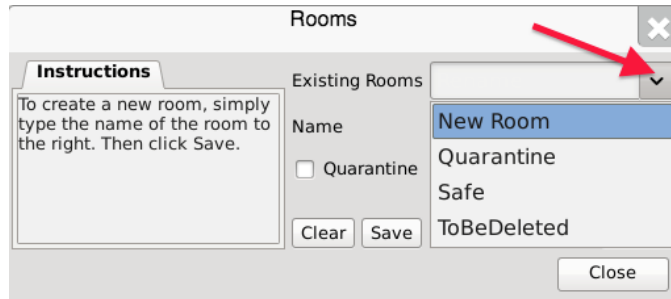 Rooms
Instructions
To create a new room, simply
type the name of the room to
the right. Then click Save.
Existing Rooms
Name
Quarantine
Clear
Save
New Room
Quarantine
Safe
ToBeDeleted
Close